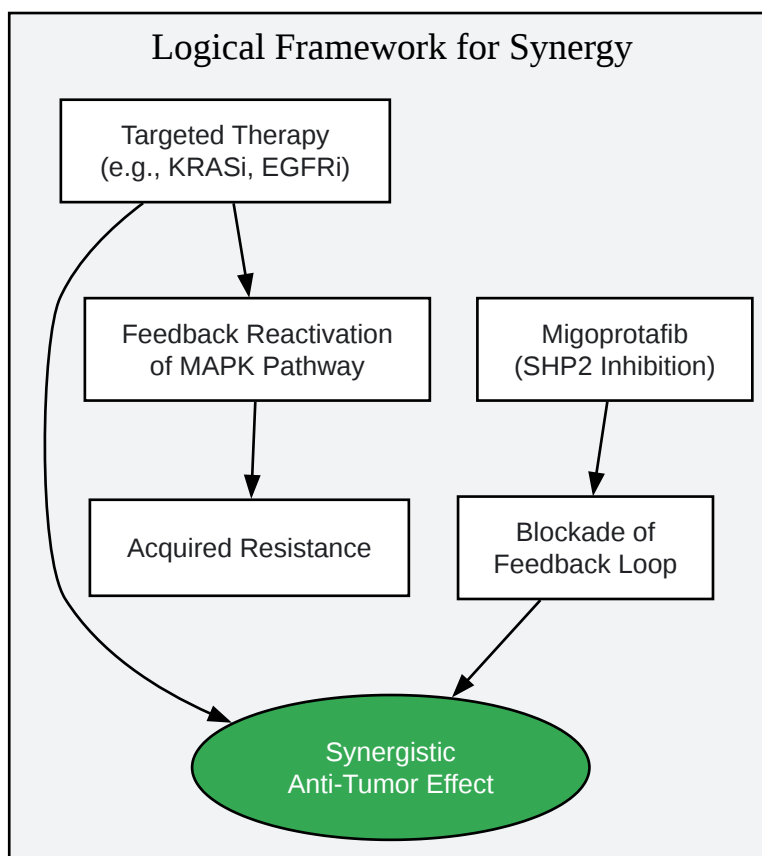 Logical Framework for Synergy
Targeted Therapy
(e.g., KRASi, EGFRi)
Feedback Reactivation
of MAPK Pathway
Migoprotafib
(SHP2 Inhibition)
Acquired Resistance
Blockade of
Feedback Loop
Synergistic
Anti-Tumor Effect